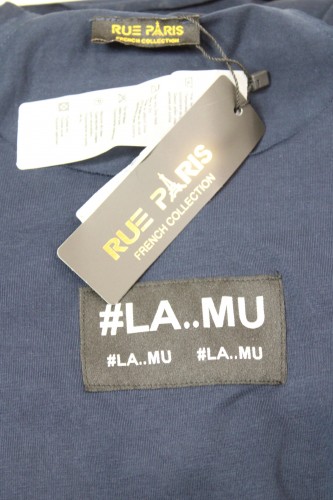 RUE PARIS
FRENCH COLLECTION
RUE PARIS
FRENCH COLLECTION
#LA..MU
#LA..MU #LA..MU